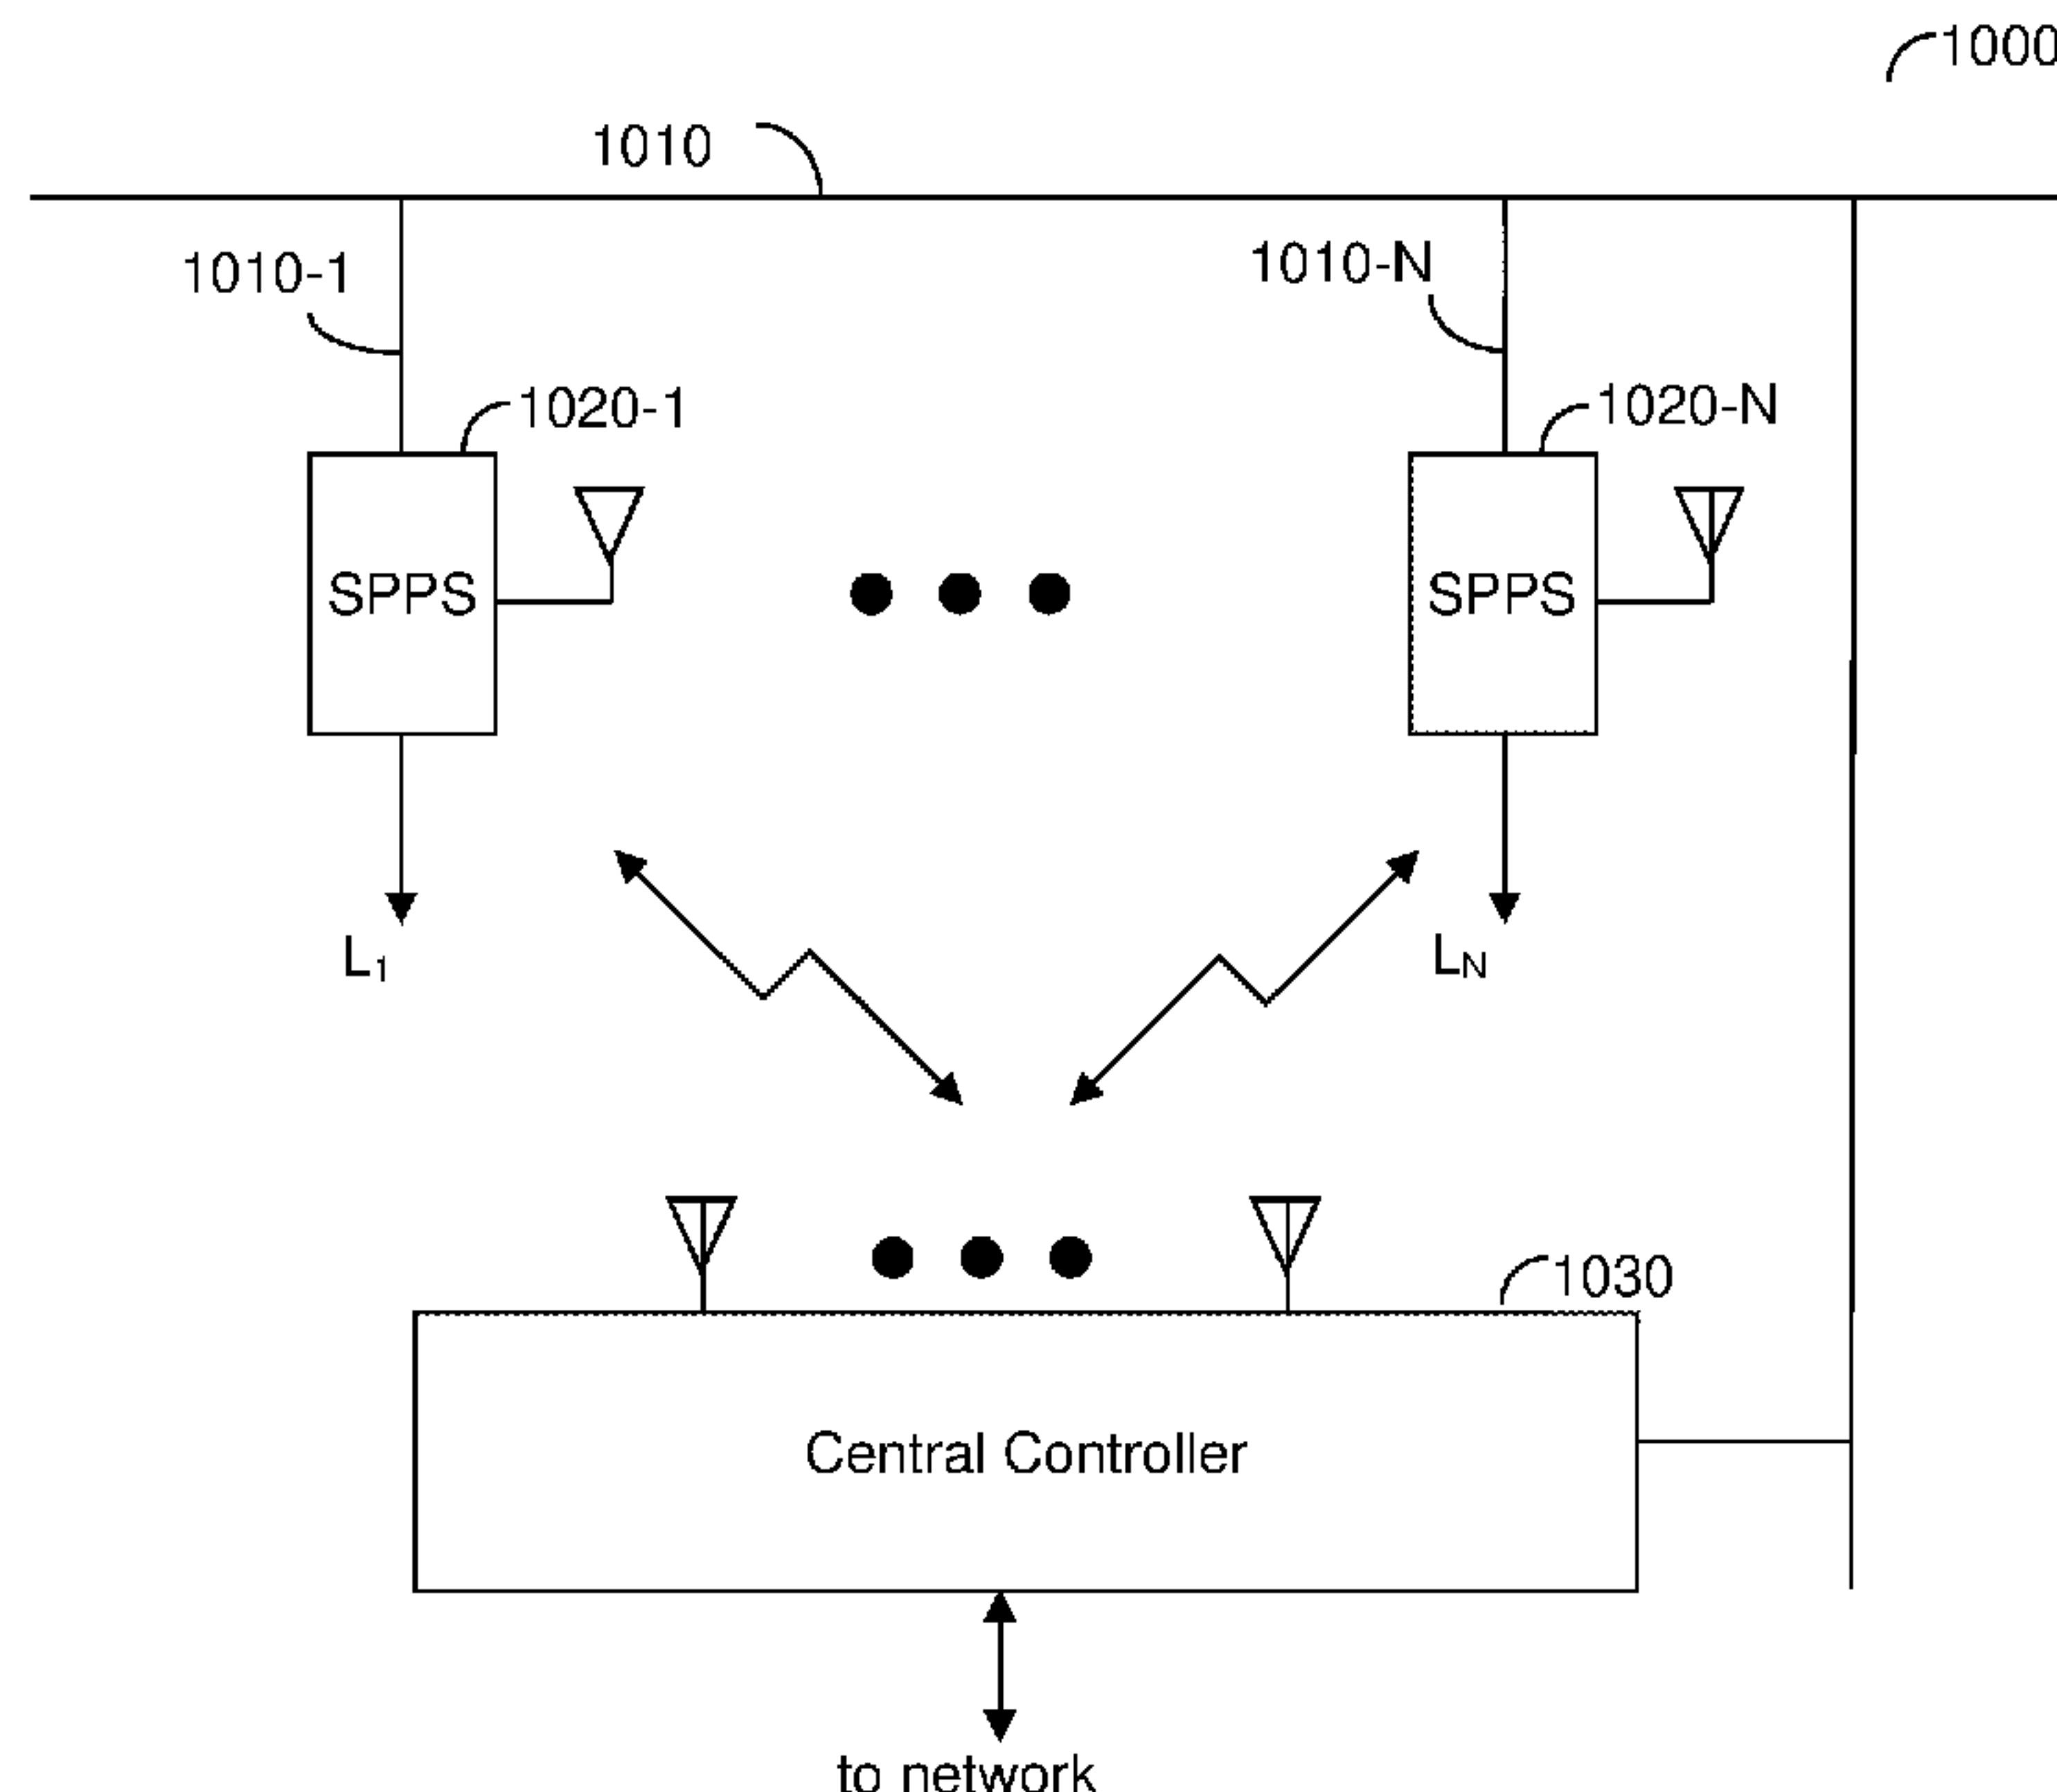 1000
1010
1010-1
1010-N
1020-1
1020-N
SPPS
SPPS
L1
LN
1030
Central Controller
to network